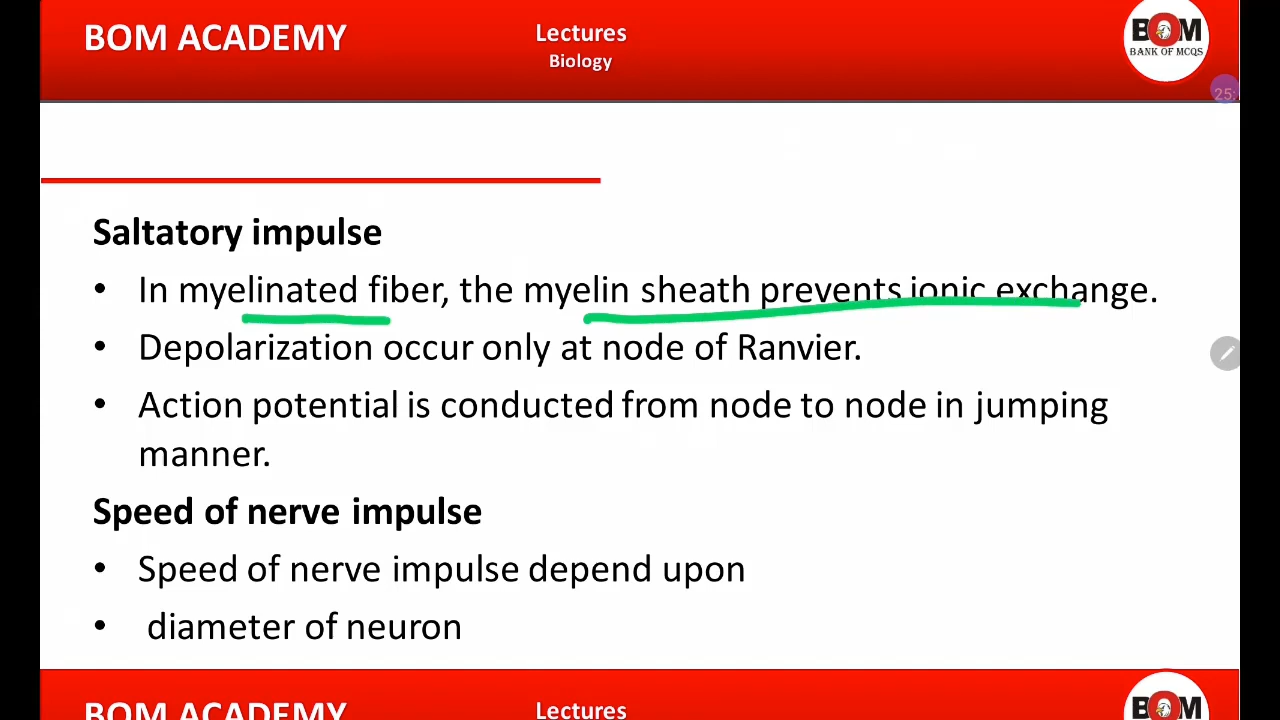 BOM ACADEMY
Lectures
Biology
BOM
BANK OF MCQS
25:
Saltatory impulse
• In myelinated fiber, the myelin sheath prevents ionic exchange.
• Depolarization occur only at node of Ranvier.
• Action potential is conducted from node to node in jumping
manner.
Speed of nerve impulse
• Speed of nerve impulse depend upon
• diameter of neuron
BOM ACADEMY
Lectures
BOM